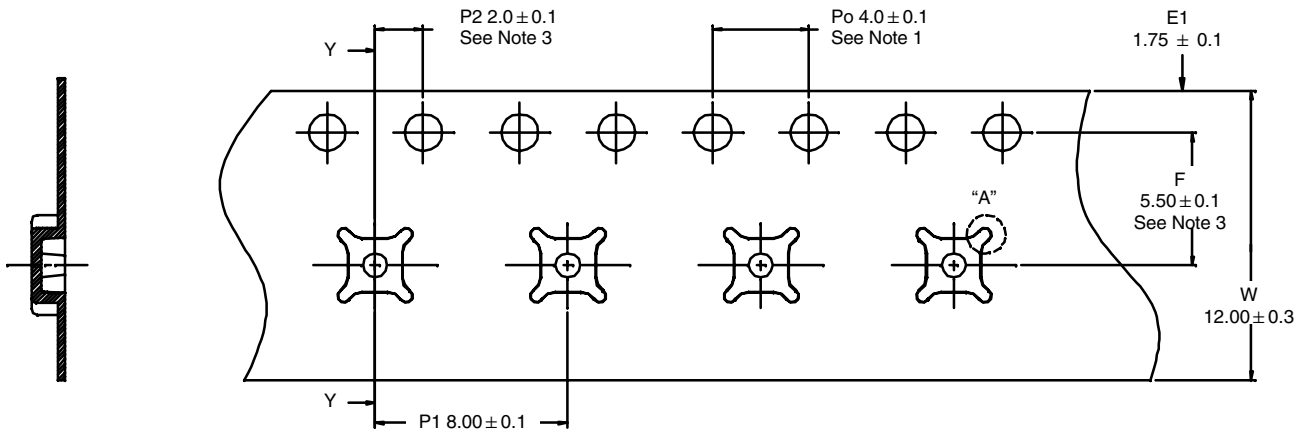 P2 2.0 ± 0.1
See Note 3
Po 4.0 ± 0.1
See Note 1
E1
1.75 ± 0.1
Y
"A"
F
5.50 ± 0.1
See Note 3
W
12.00 ± 0.3
Y
P1 8.00 ± 0.1